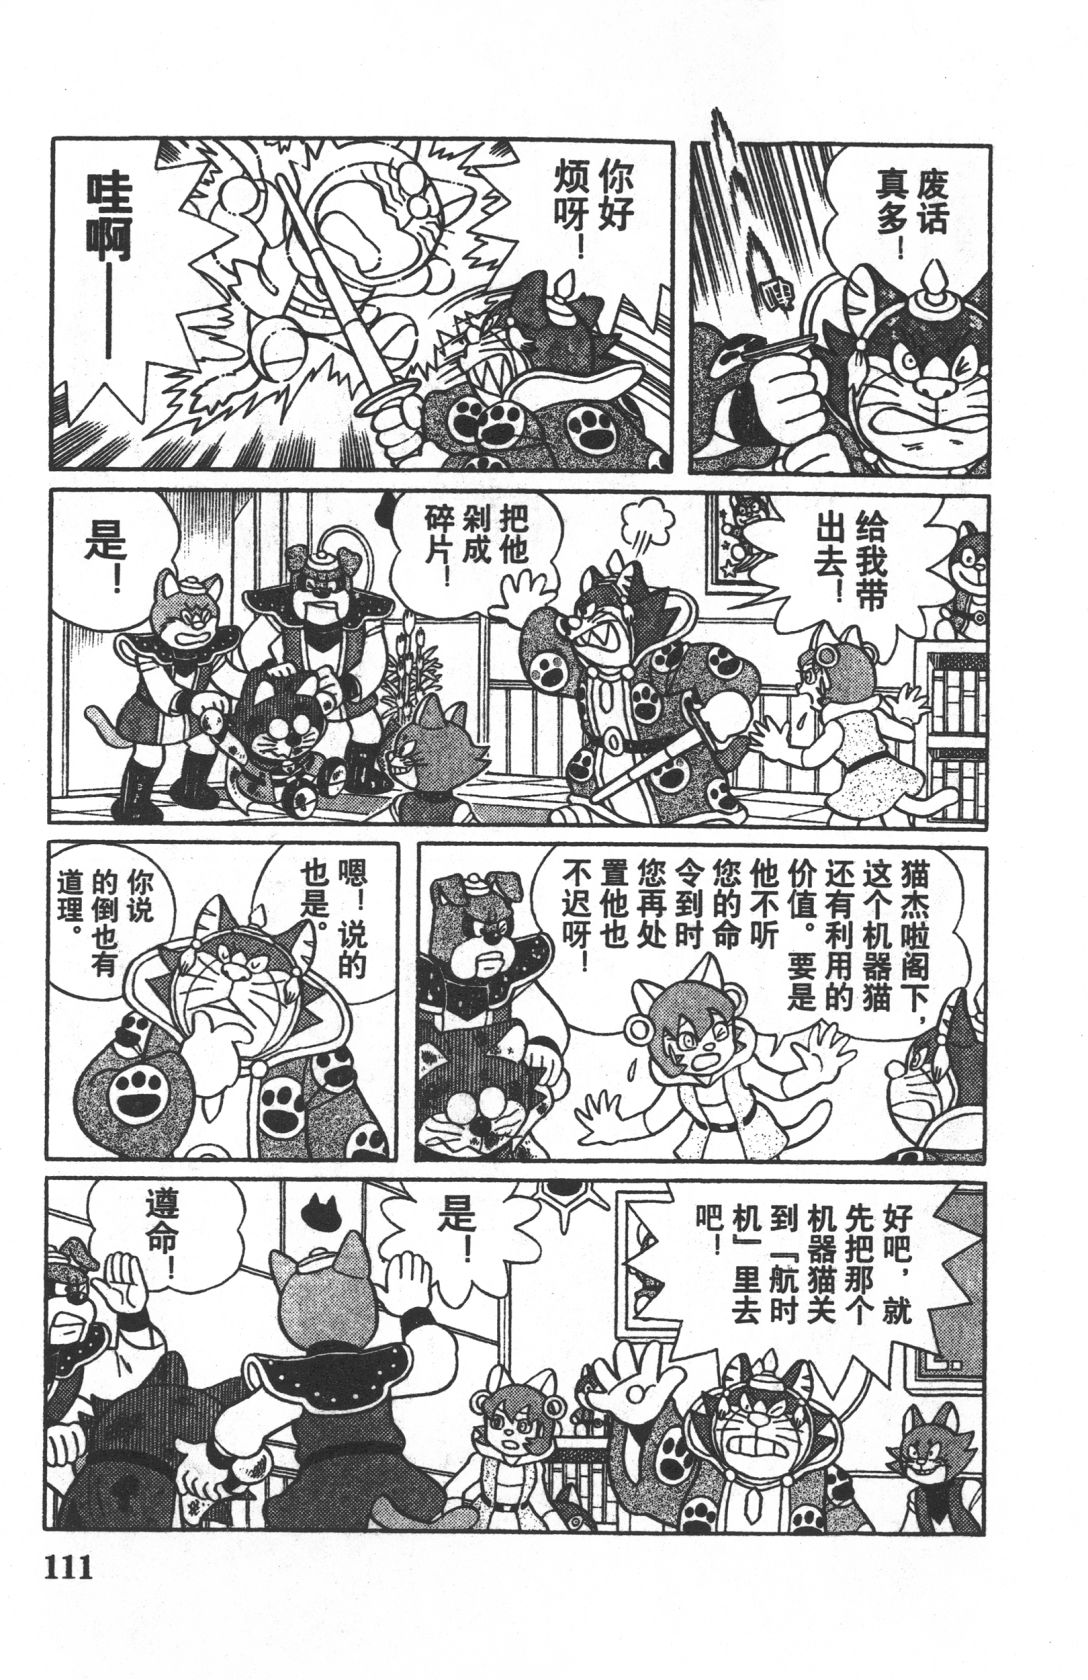 废话
真多！
嗖
你好
烦呀！
哇啊——
给我带
出去！
把他
剁成
碎片！
是！
猫杰啦阁下，
这个机器猫
还有利用的
价值。要是
他不听
您的命
令到时
您再处
置他也
不迟呀！
嗯！说的
也是。
你说
的倒也有
道理。
好吧，就
先把那个
机器猫关
到『航时
机』里去
吧！
是！
遵命！
111